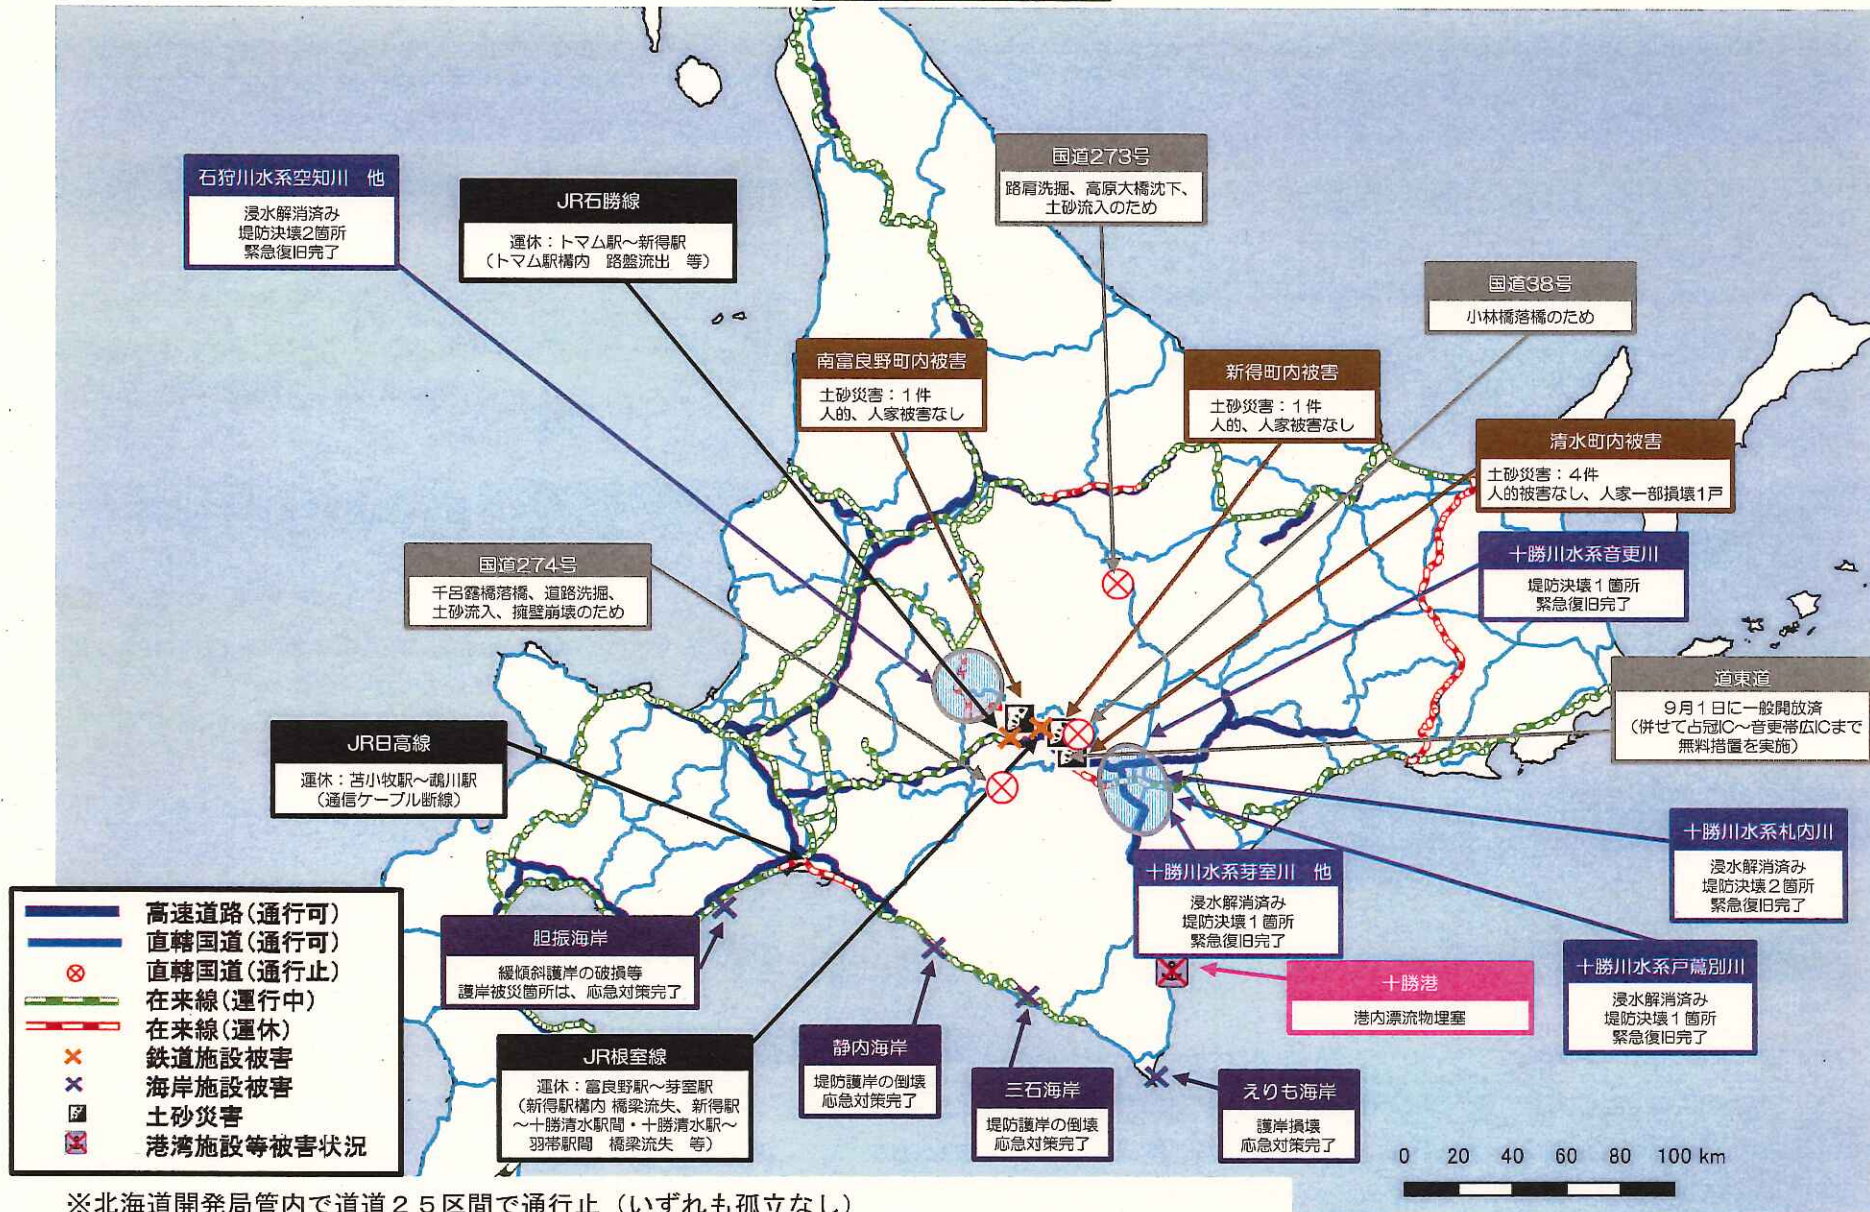 石狩川水系空知川　他
浸水解消済み
堤防決壊2箇所
緊急復旧完了
JR石勝線
運休：トマム駅～新得駅
（トマム駅構内　路盤流出　等）
国道273号
路肩洗掘、高原大橋沈下、
土砂流入のため
国道38号
小林橋落橋のため
南富良野町内被害
土砂災害：1件
人的、人家被害なし
新得町内被害
土砂災害：1件
人的、人家被害なし
清水町内被害
土砂災害：4件
人的被害なし、人家一部損壊1戸
国道274号
千呂露橋落橋、道路洗掘、
土砂流入、擁壁崩壊のため
十勝川水系音更川
堤防決壊１箇所
緊急復旧完了
道東道
９月１日に一般開放済
（併せて占冠IC～音更帯広ICまで
無料措置を実施）
JR日高線
運休：苫小牧駅～鵡川駅
（通信ケーブル断線）
十勝川水系札内川
浸水解消済み
堤防決壊２箇所
緊急復旧完了
十勝川水系芽室川　他
浸水解消済み
堤防決壊１箇所
緊急復旧完了
十勝川水系戸蔦別川
浸水解消済み
堤防決壊１箇所
緊急復旧完了
十勝港
港内漂流物埋塞
胆振海岸
緩傾斜護岸の破損等
護岸被災箇所は、応急対策完了
JR根室線
運休：富良野駅～芽室駅
（新得駅構内 橋梁流失、新得駅
～十勝清水駅間・十勝清水駅～
羽帯駅間　橋梁流失　等）
静内海岸
堤防護岸の倒壊
応急対策完了
三石海岸
堤防護岸の倒壊
応急対策完了
えりも海岸
護岸損壊
応急対策完了
高速道路（通行可）
直轄国道（通行可）
直轄国道（通行止）
在来線（運行中）
在来線（運休）
鉄道施設被害
海岸施設被害
土砂災害
港湾施設等被害状況
0 20 40 60 80 100 km
※北海道開発局管内で道道２５区間で通行止（いずれも孤立なし）